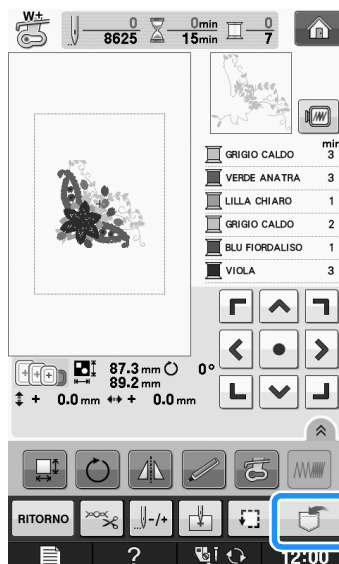 W+
0 0min 0
8625 15min 7
min
GRIGIO CALDO 3
VERDE ANATRA 3
LILLA CHIARO 1
GRIGIO CALDO 2
BLU FIORDALISO 1
VIOLA 3
87.3 mm 0°
89.2 mm
+ 0.0 mm + 0.0 mm
RITORNO -/+
? 12:00